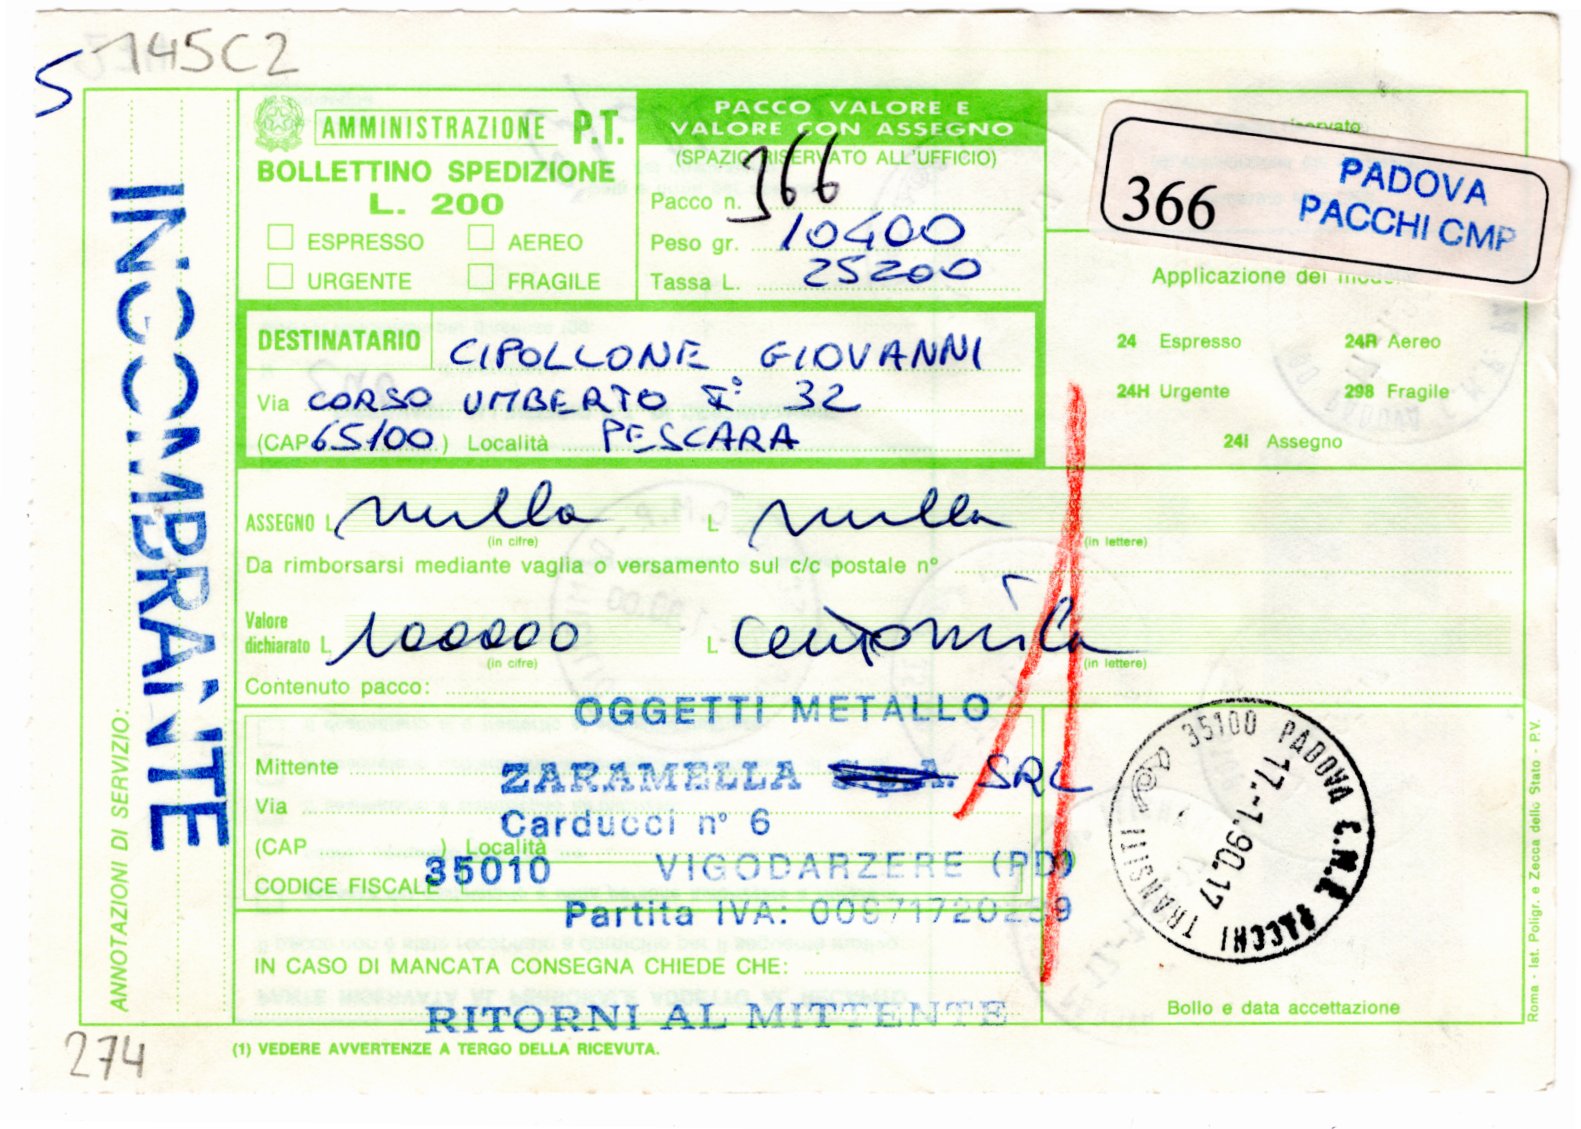 S 145C2
AMMINISTRAZIONE P.T.
BOLLETTINO SPEDIZIONE
L. 200
ESPRESSO AEREO
URGENTE FRAGILE
PACCO VALORE E
VALORE CON ASSEGNO
(SPAZIO RISERVATO ALL'UFFICIO)
Pacco n. 366
Peso gr. 10400
Tassa L. 25200
366 PADOVA
PACCHI CMP
Applicazione dei
24 Espresso 24R Aereo
24H Urgente 298 Fragile
24I Assegno
INGOMBRANTE
ANNOTAZIONI DI SERVIZIO:
DESTINATARIO CIPOLLONE GIOVANNI
Via CORSO UMBERTO I° 32
(CAP 65100) Località PESCARA
ASSEGNO L. nulla L. nulla
(in cifre) (in lettere)
Da rimborsarsi mediante vaglia o versamento sul c/c postale n°
Valore
dichiarato L. 100000 L. centomila
(in cifre) (in lettere)
Contenuto pacco:
OGGETTI METALLO
Mittente ZARAMELLA S.p.A. SRL
Via Carducci n° 6
(CAP ) Località
35010 VIGODARZERE (PD)
CODICE FISCALE
Partita IVA: 00971720289
IN CASO DI MANCATA CONSEGNA CHIEDE CHE:
RITORNI AL MITTENTE
35100 PADOVA C.M.P. PACCHI TRANSITI
17.-7.90.17
Bollo e data accettazione
Roma - Ist. Poligr. e Zecca dello Stato - P.V.
(1) VEDERE AVVERTENZE A TERGO DELLA RICEVUTA.
274